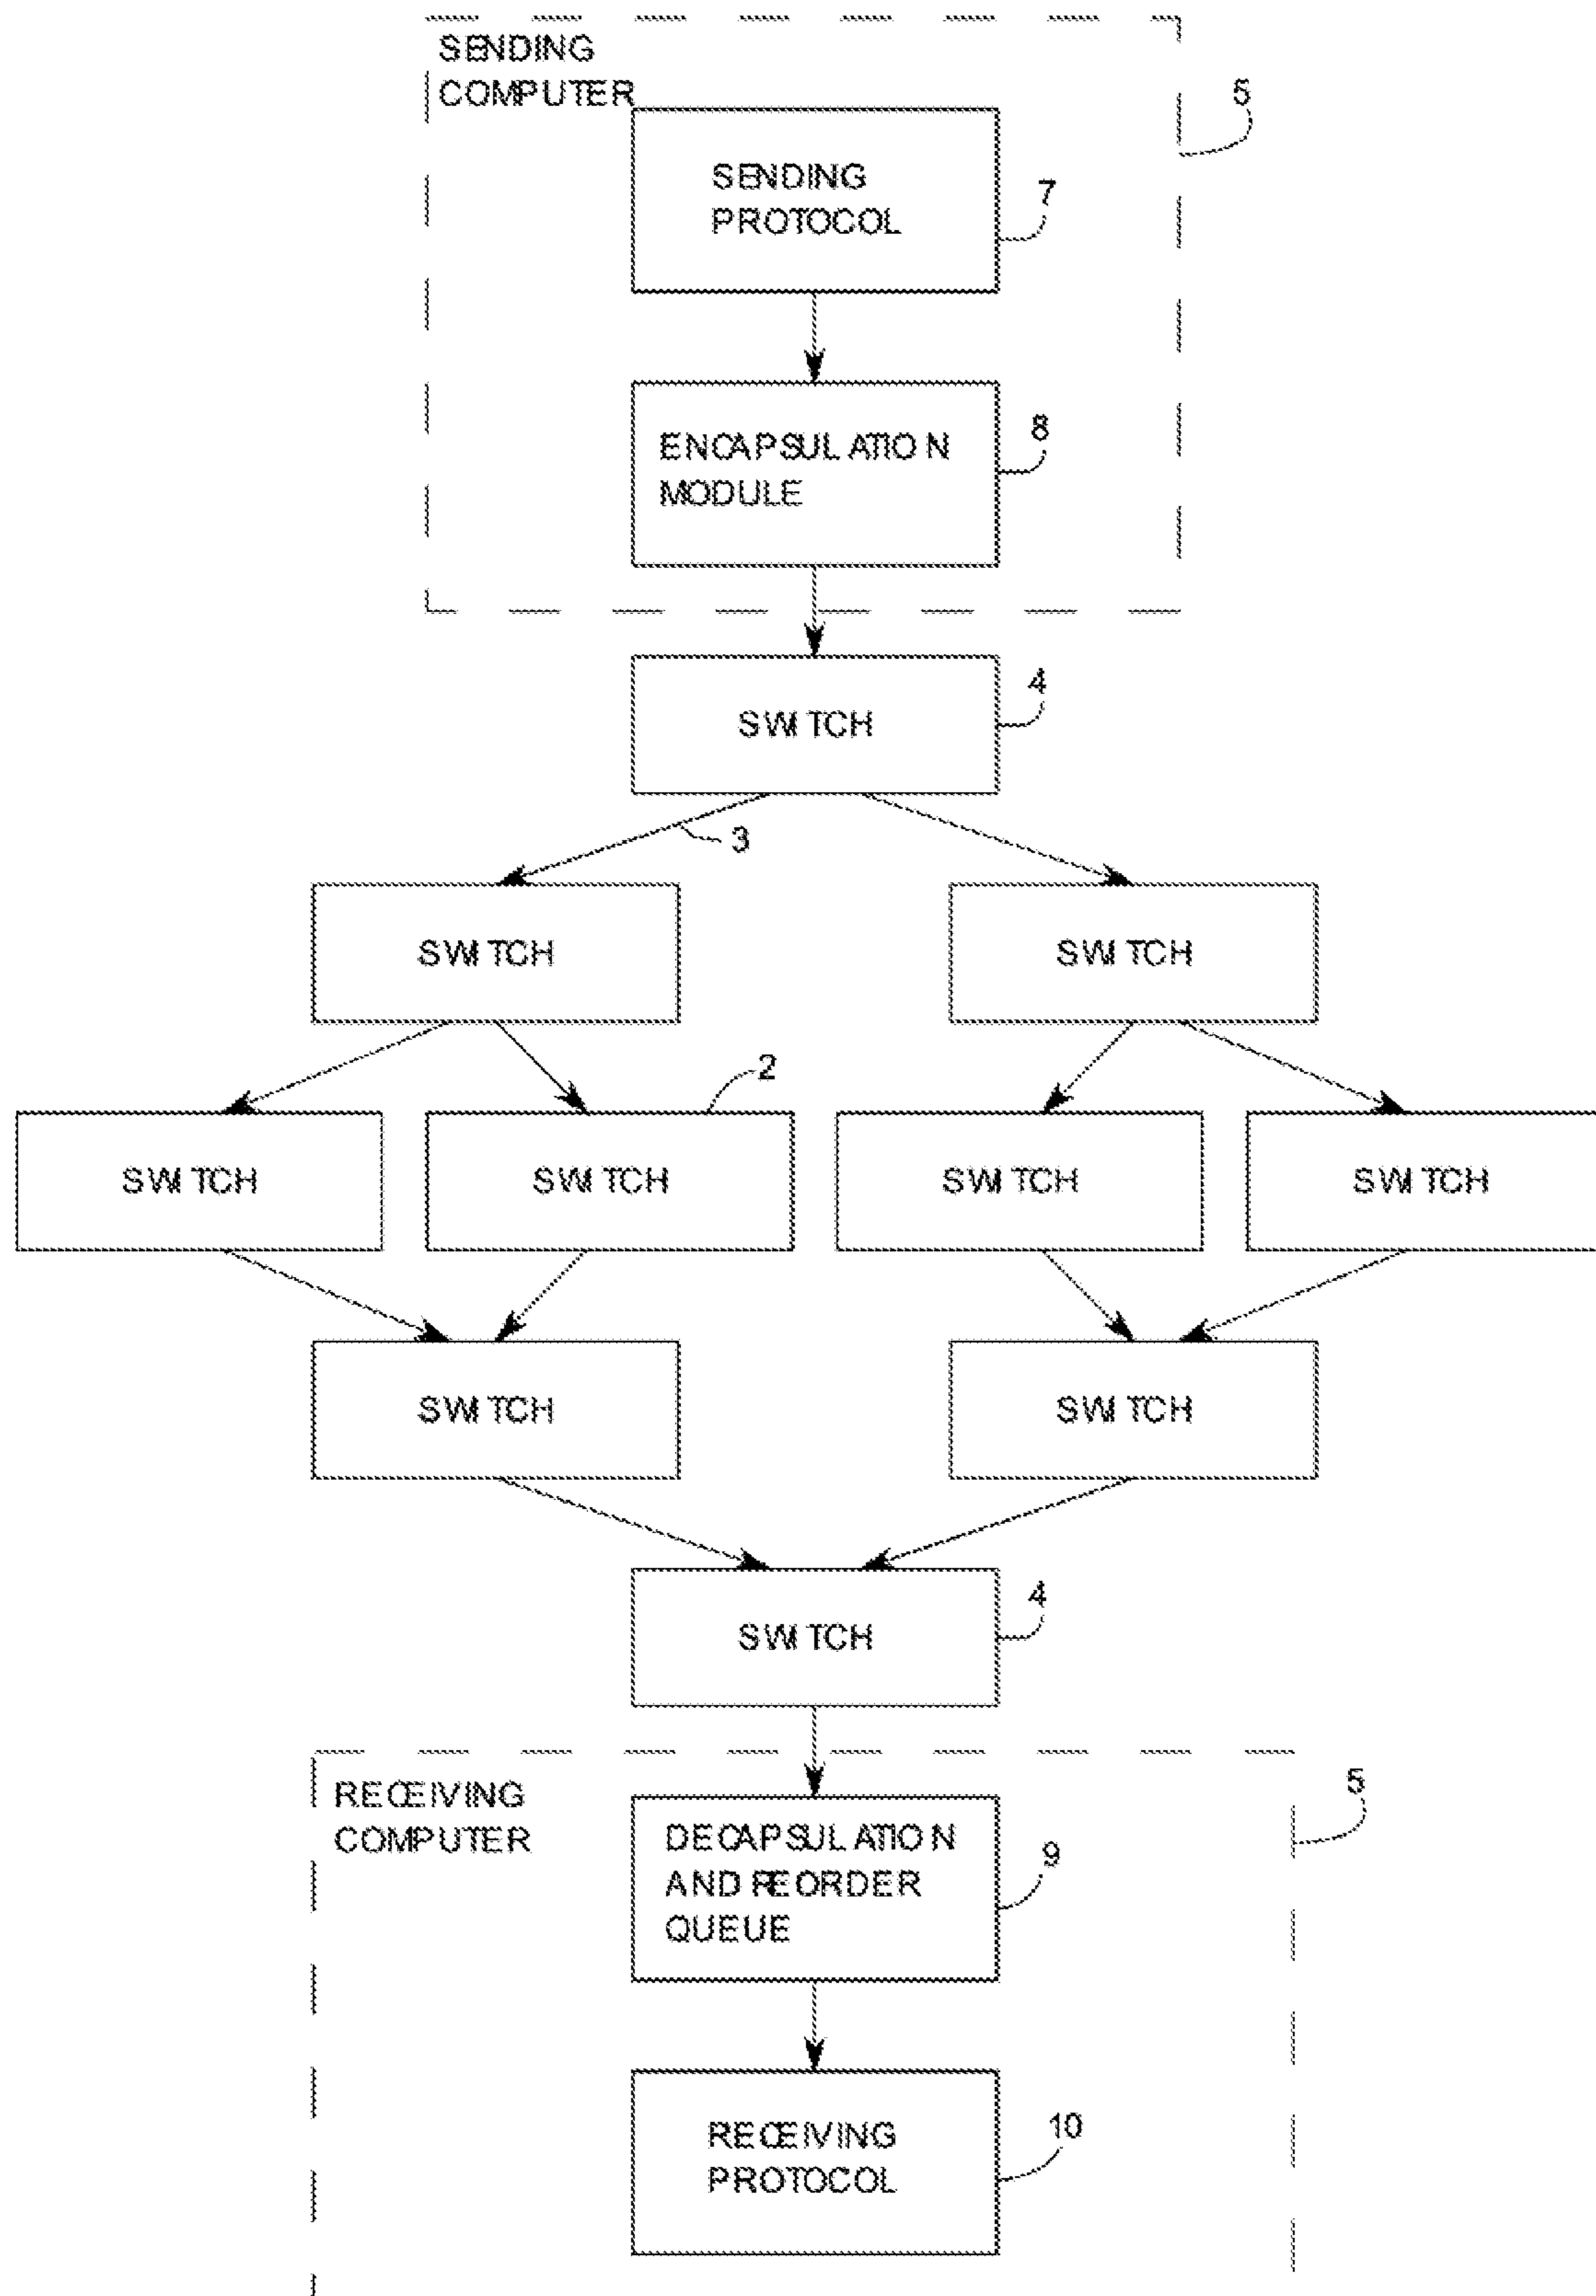 SENDING
COMPUTER
5
SENDING
PROTOCOL
7
ENCAPSULATION
MODULE
8
SWITCH
4
3
SWITCH
SWITCH
2
SWITCH
SWITCH
SWITCH
SWITCH
SWITCH
SWITCH
SWITCH
4
RECEIVING
COMPUTER
5
DECAPSULATION
AND REORDER
QUEUE
9
RECEIVING
PROTOCOL
10